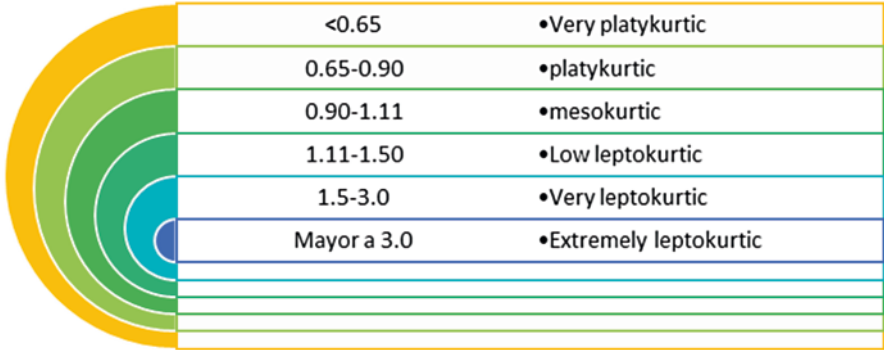 <0.65 •Very platykurtic
0.65-0.90 •platykurtic
0.90-1.11 •mesokurtic
1.11-1.50 •Low leptokurtic
1.5-3.0 •Very leptokurtic
Mayor a 3.0 •Extremely leptokurtic